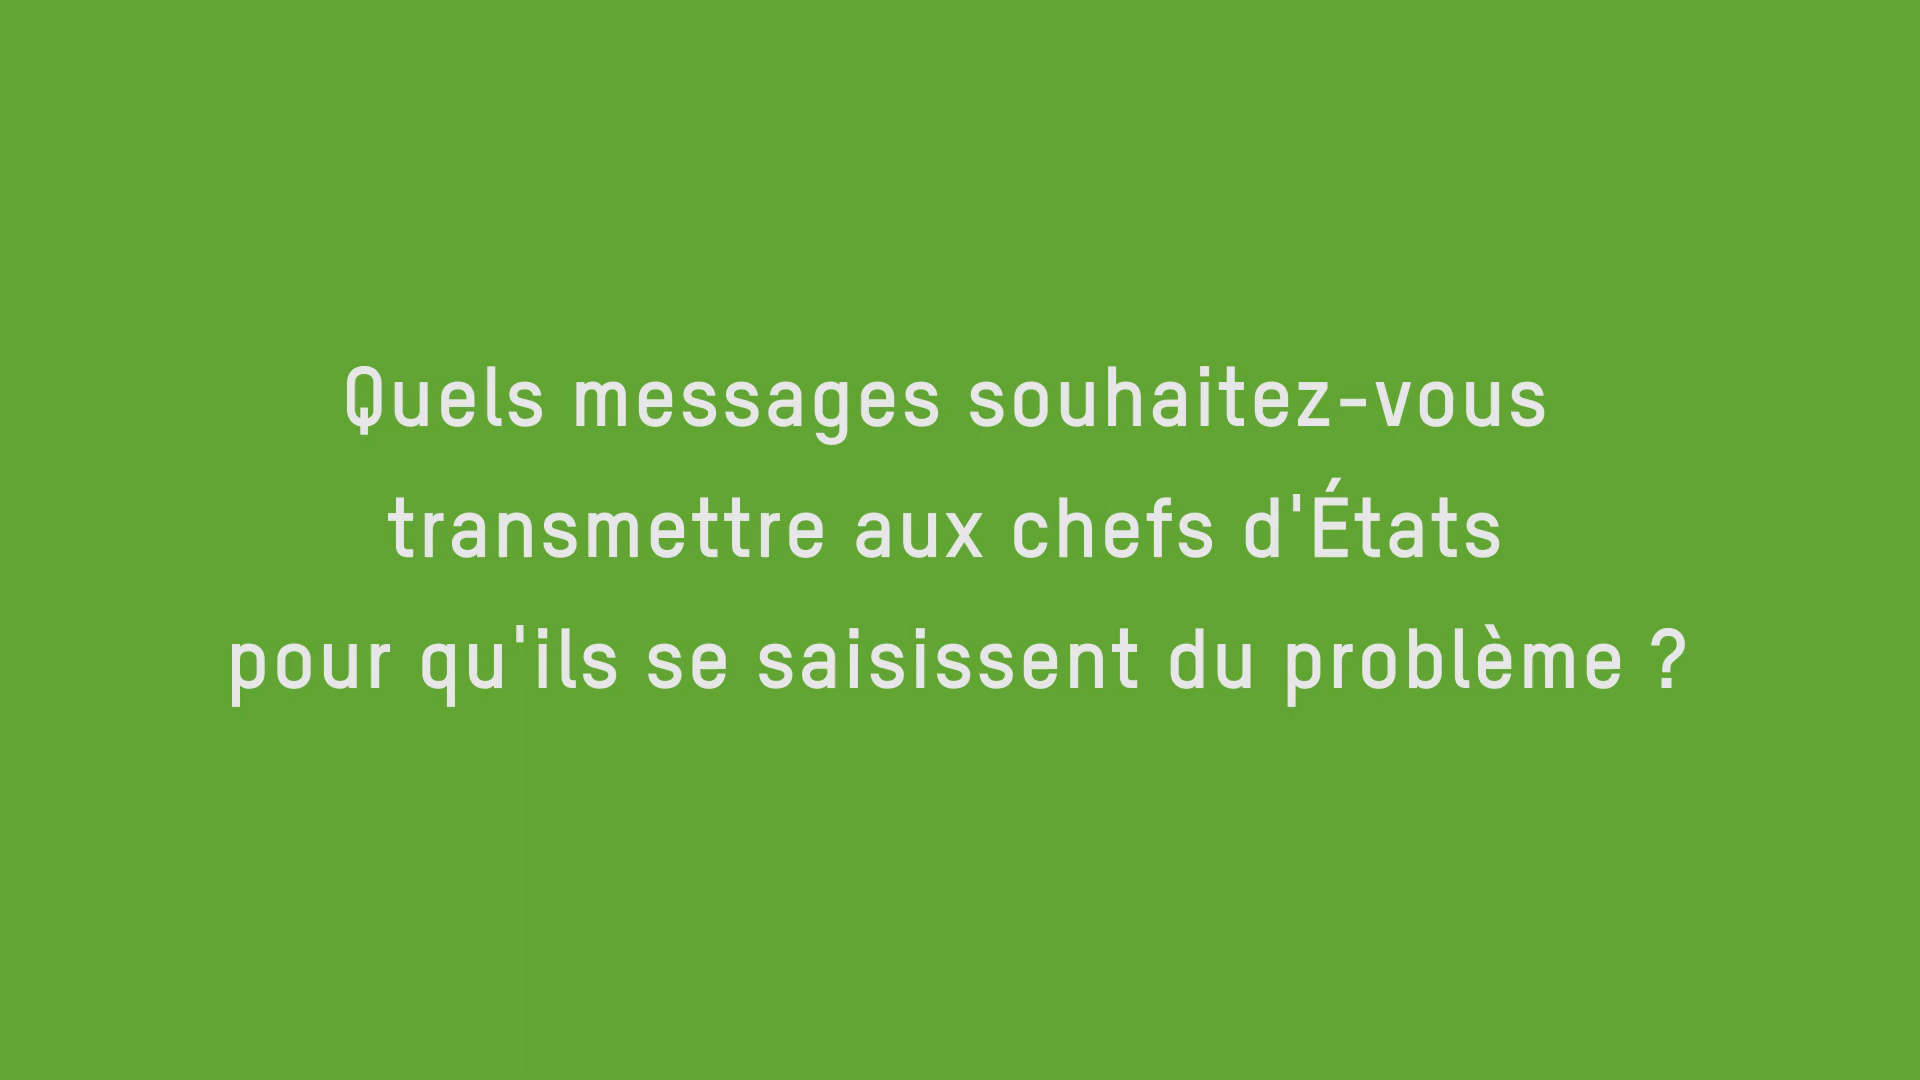 Quels messages souhaitez-vous
transmettre aux chefs d'États
pour qu'ils se saisissent du problème ?